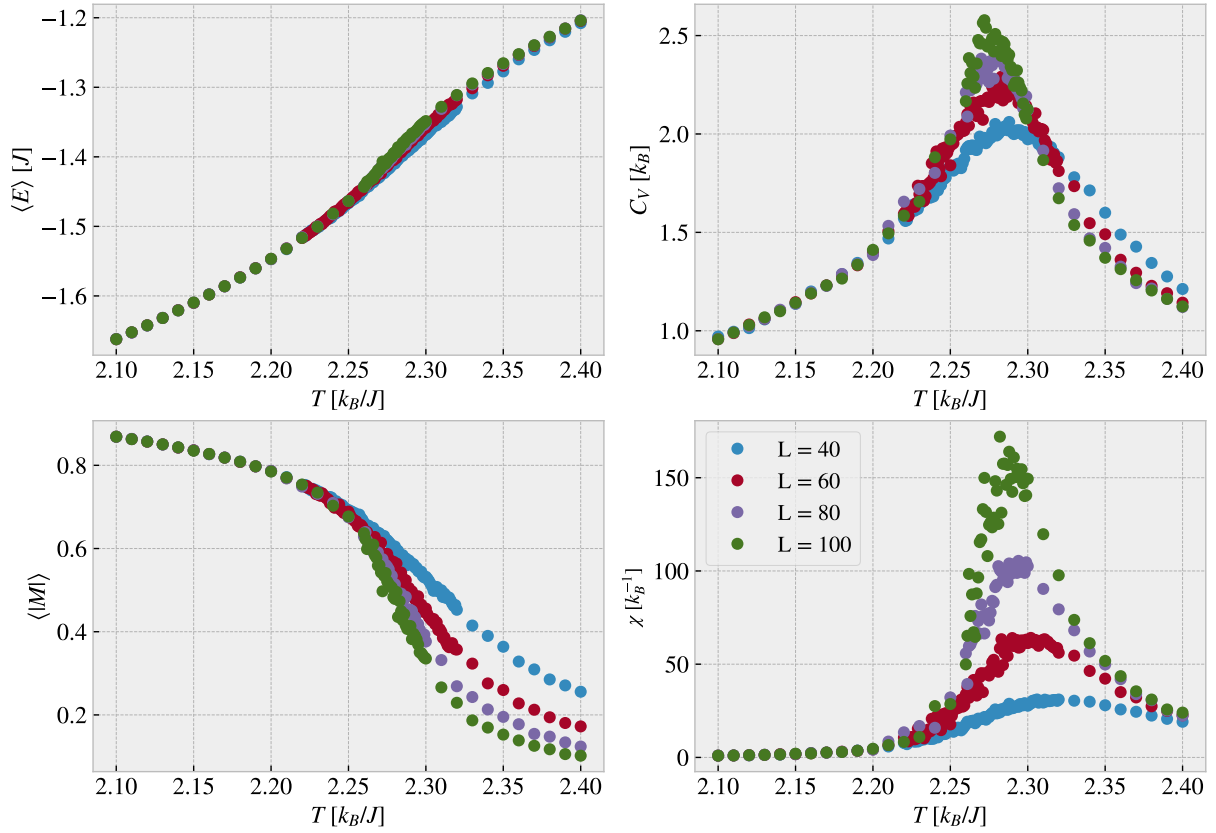 −1.2
−1.3
−1.4
−1.5
−1.6
⟨E⟩ [J]
2.10 2.15 2.20 2.25 2.30 2.35 2.40
T [k_B/J]
2.5
2.0
1.5
1.0
C_V [k_B]
2.10 2.15 2.20 2.25 2.30 2.35 2.40
T [k_B/J]
0.8
0.6
0.4
0.2
⟨|M|⟩
2.10 2.15 2.20 2.25 2.30 2.35 2.40
T [k_B/J]
150
100
50
0
χ [k_B^{−1}]
L = 40
L = 60
L = 80
L = 100
2.10 2.15 2.20 2.25 2.30 2.35 2.40
T [k_B/J]